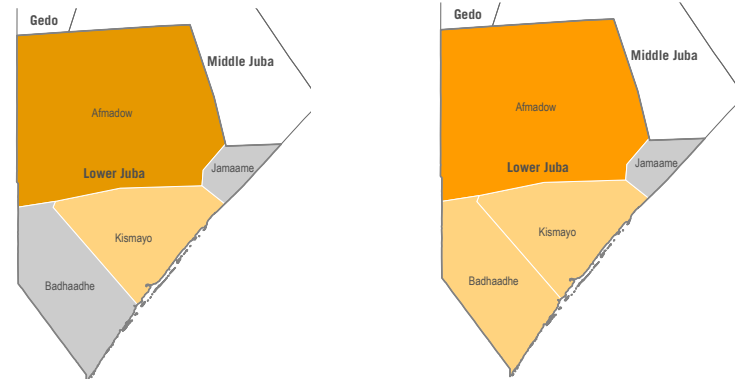 Gedo
Middle Juba
Afmadow
Lower Juba
Jamaame
Kismayo
Badhaadhe
Gedo
Middle Juba
Afmadow
Lower Juba
Jamaame
Kismayo
Badhaadhe